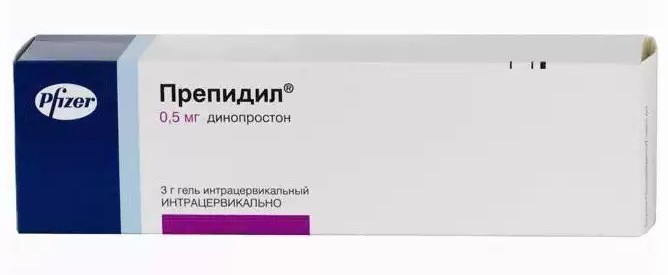 Pfizer
Препидил®
0,5 мг динопростон
3 г гель интрацервикальный
ИНТРАЦЕРВИКАЛЬНО